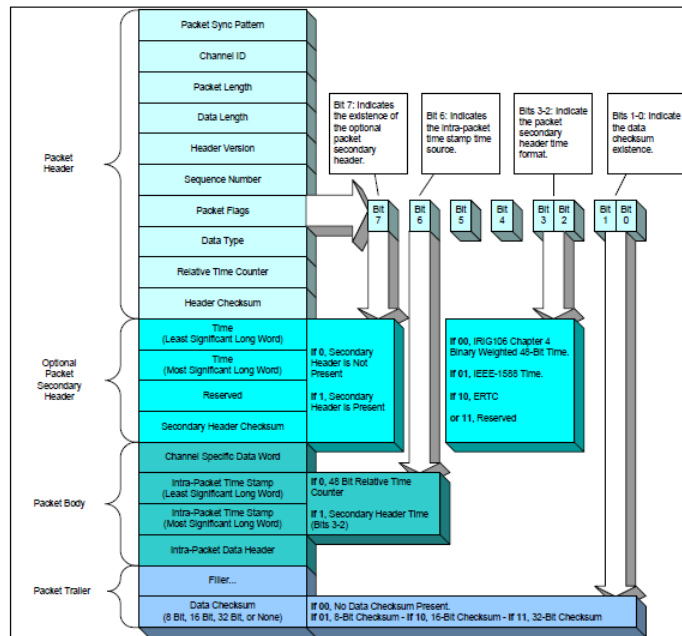 Packet Sync Pattern
Channel ID
Packet Length
Data Length
Header Version
Sequence Number
Packet Flags
Data Type
Relative Time Counter
Header Checksum
Packet
Header
Bit 7: Indicates
the existence of
the optional
packet
secondary
header.
Bit 6: Indicates
the intra-packet
time stamp time
source.
Bits 3-2: Indicate
the packet
secondary
header time
format.
Bits 1-0: Indicate
the data
checksum
existence.
Bit
7
Bit
6
Bit
5
Bit
4
Bit
3
Bit
2
Bit
1
Bit
0
Optional
Packet
Secondary
Header
Time
(Least Significant Long Word)
Time
(Most Significant Long Word)
Reserved
Secondary Header Checksum
If 0, Secondary
Header is Not
Present
If 1, Secondary
Header is Present
If 00, IRIG106 Chapter 4
Binary Weighted 48-Bit Time.
If 01, IEEE-1588 Time.
If 10, ERTC
or 11, Reserved
Packet Body
Channel Specific Data Word
Intra-Packet Time Stamp
(Least Significant Long Word)
Intra-Packet Time Stamp
(Most Significant Long Word)
Intra-Packet Data Header
If 0, 48 Bit Relative Time
Counter
If 1, Secondary Header Time
(Bits 3-2)
Packet Trailer
Filler...
Data Checksum
(8 Bit, 16 Bit, 32 Bit, or None)
If 00, No Data Checksum Present.
If 01, 8-Bit Checksum - If 10, 16-Bit Checksum - If 11, 32-Bit Checksum